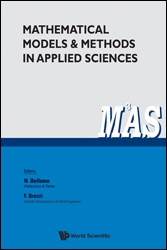 MATHEMATICAL
MODELS & METHODS
IN APPLIED SCIENCES
M³AS
Editors
N. Bellomo
F. Brezzi
World Scientific